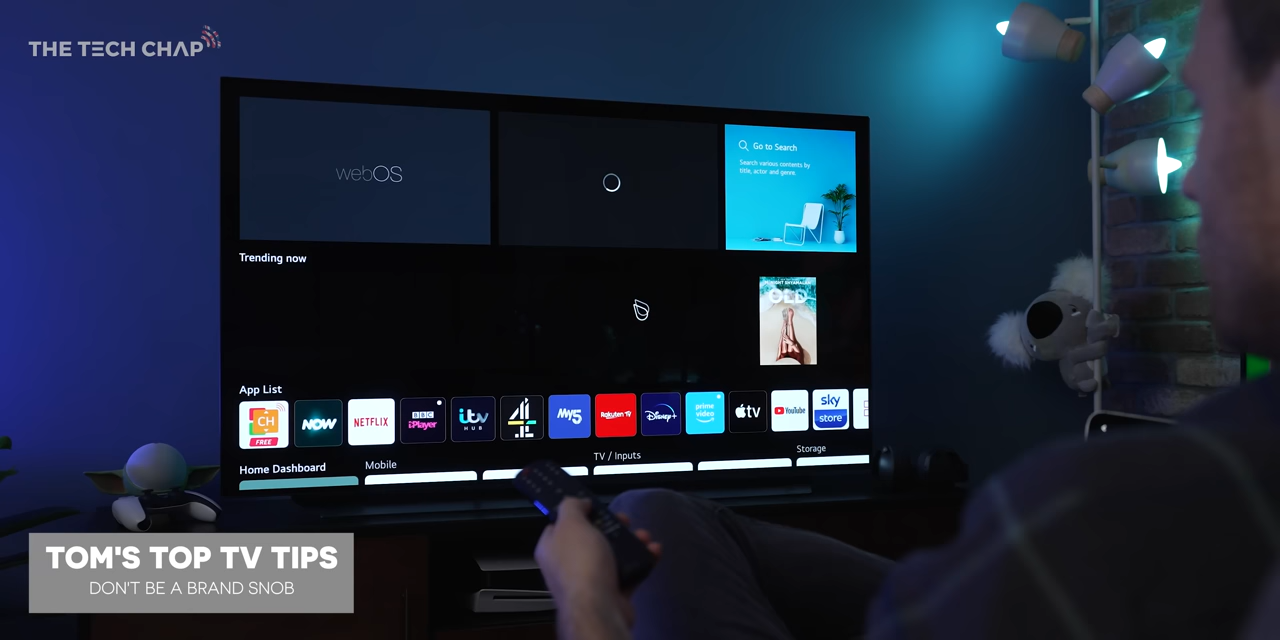 THE TECH CHAP
webOS
Go to Search
Search various contents by
title, actor and genre.
Trending now
OLD
App List
CH
FREE
NOW
NETFLIX
BBC
iPLayer
itv
HUB
4
My5
Rakuten TV
Disney+
prime
video
tv
YouTube
sky
store
Home Dashboard
Mobile
TV / Inputs
Storage
TOM'S TOP TV TIPS
DON'T BE A BRAND SNOB